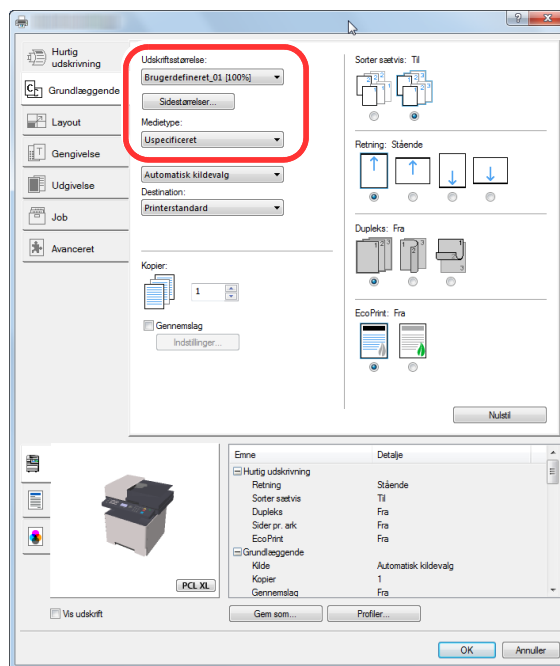 Hurtig
udskrivning
Grundlæggende
Layout
Gengivelse
Udgivelse
Job
Avanceret
Udskriftsstørrelse:
Brugerdefineret_01 [100%]
Sidestørrelser...
Medietype:
Uspecificeret
Automatisk kildevalg
Destination:
Printerstandard
Kopier:
1
Gennemslag
Indstillinger...
Sorter sætvis: Til
Retning: Stående
Dupleks: Fra
EcoPrint: Fra
Nulstil
PCL XL
Vis udskrift
Emne Detalje
Hurtig udskrivning
Retning Stående
Sorter sætvis Til
Dupleks Fra
Sider pr. ark Fra
EcoPrint Fra
Grundlæggende
Kilde Automatisk kildevalg
Kopier 1
Gennemslag Fra
Gem som... Profiler...
OK Annuller